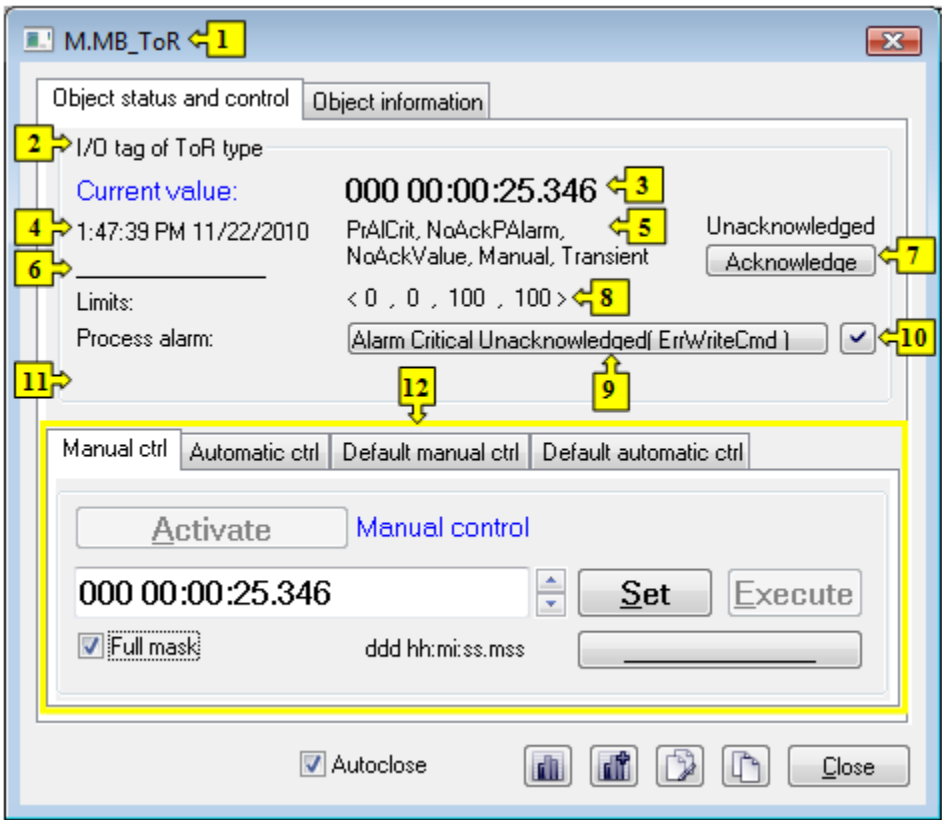 M.MB_ToR 1
Object status and control Object information
2 I/O tag of ToR type
Current value: 000 00:00:25.346 3
4 1:47:39 PM 11/22/2010 PrAlCrit, NoAckPAlarm, 5 Unacknowledged
6 NoAckValue, Manual, Transient Acknowledge 7
Limits: < 0 , 0 , 100 , 100 > 8
Process alarm: Alarm Critical Unacknowledged( ErrWriteCmd ) 10
11 12 9
Manual ctrl Automatic ctrl Default manual ctrl Default automatic ctrl
Activate Manual control
000 00:00:25.346 Set Execute
Full mask ddd hh:mi:ss.mss
Autoclose Close